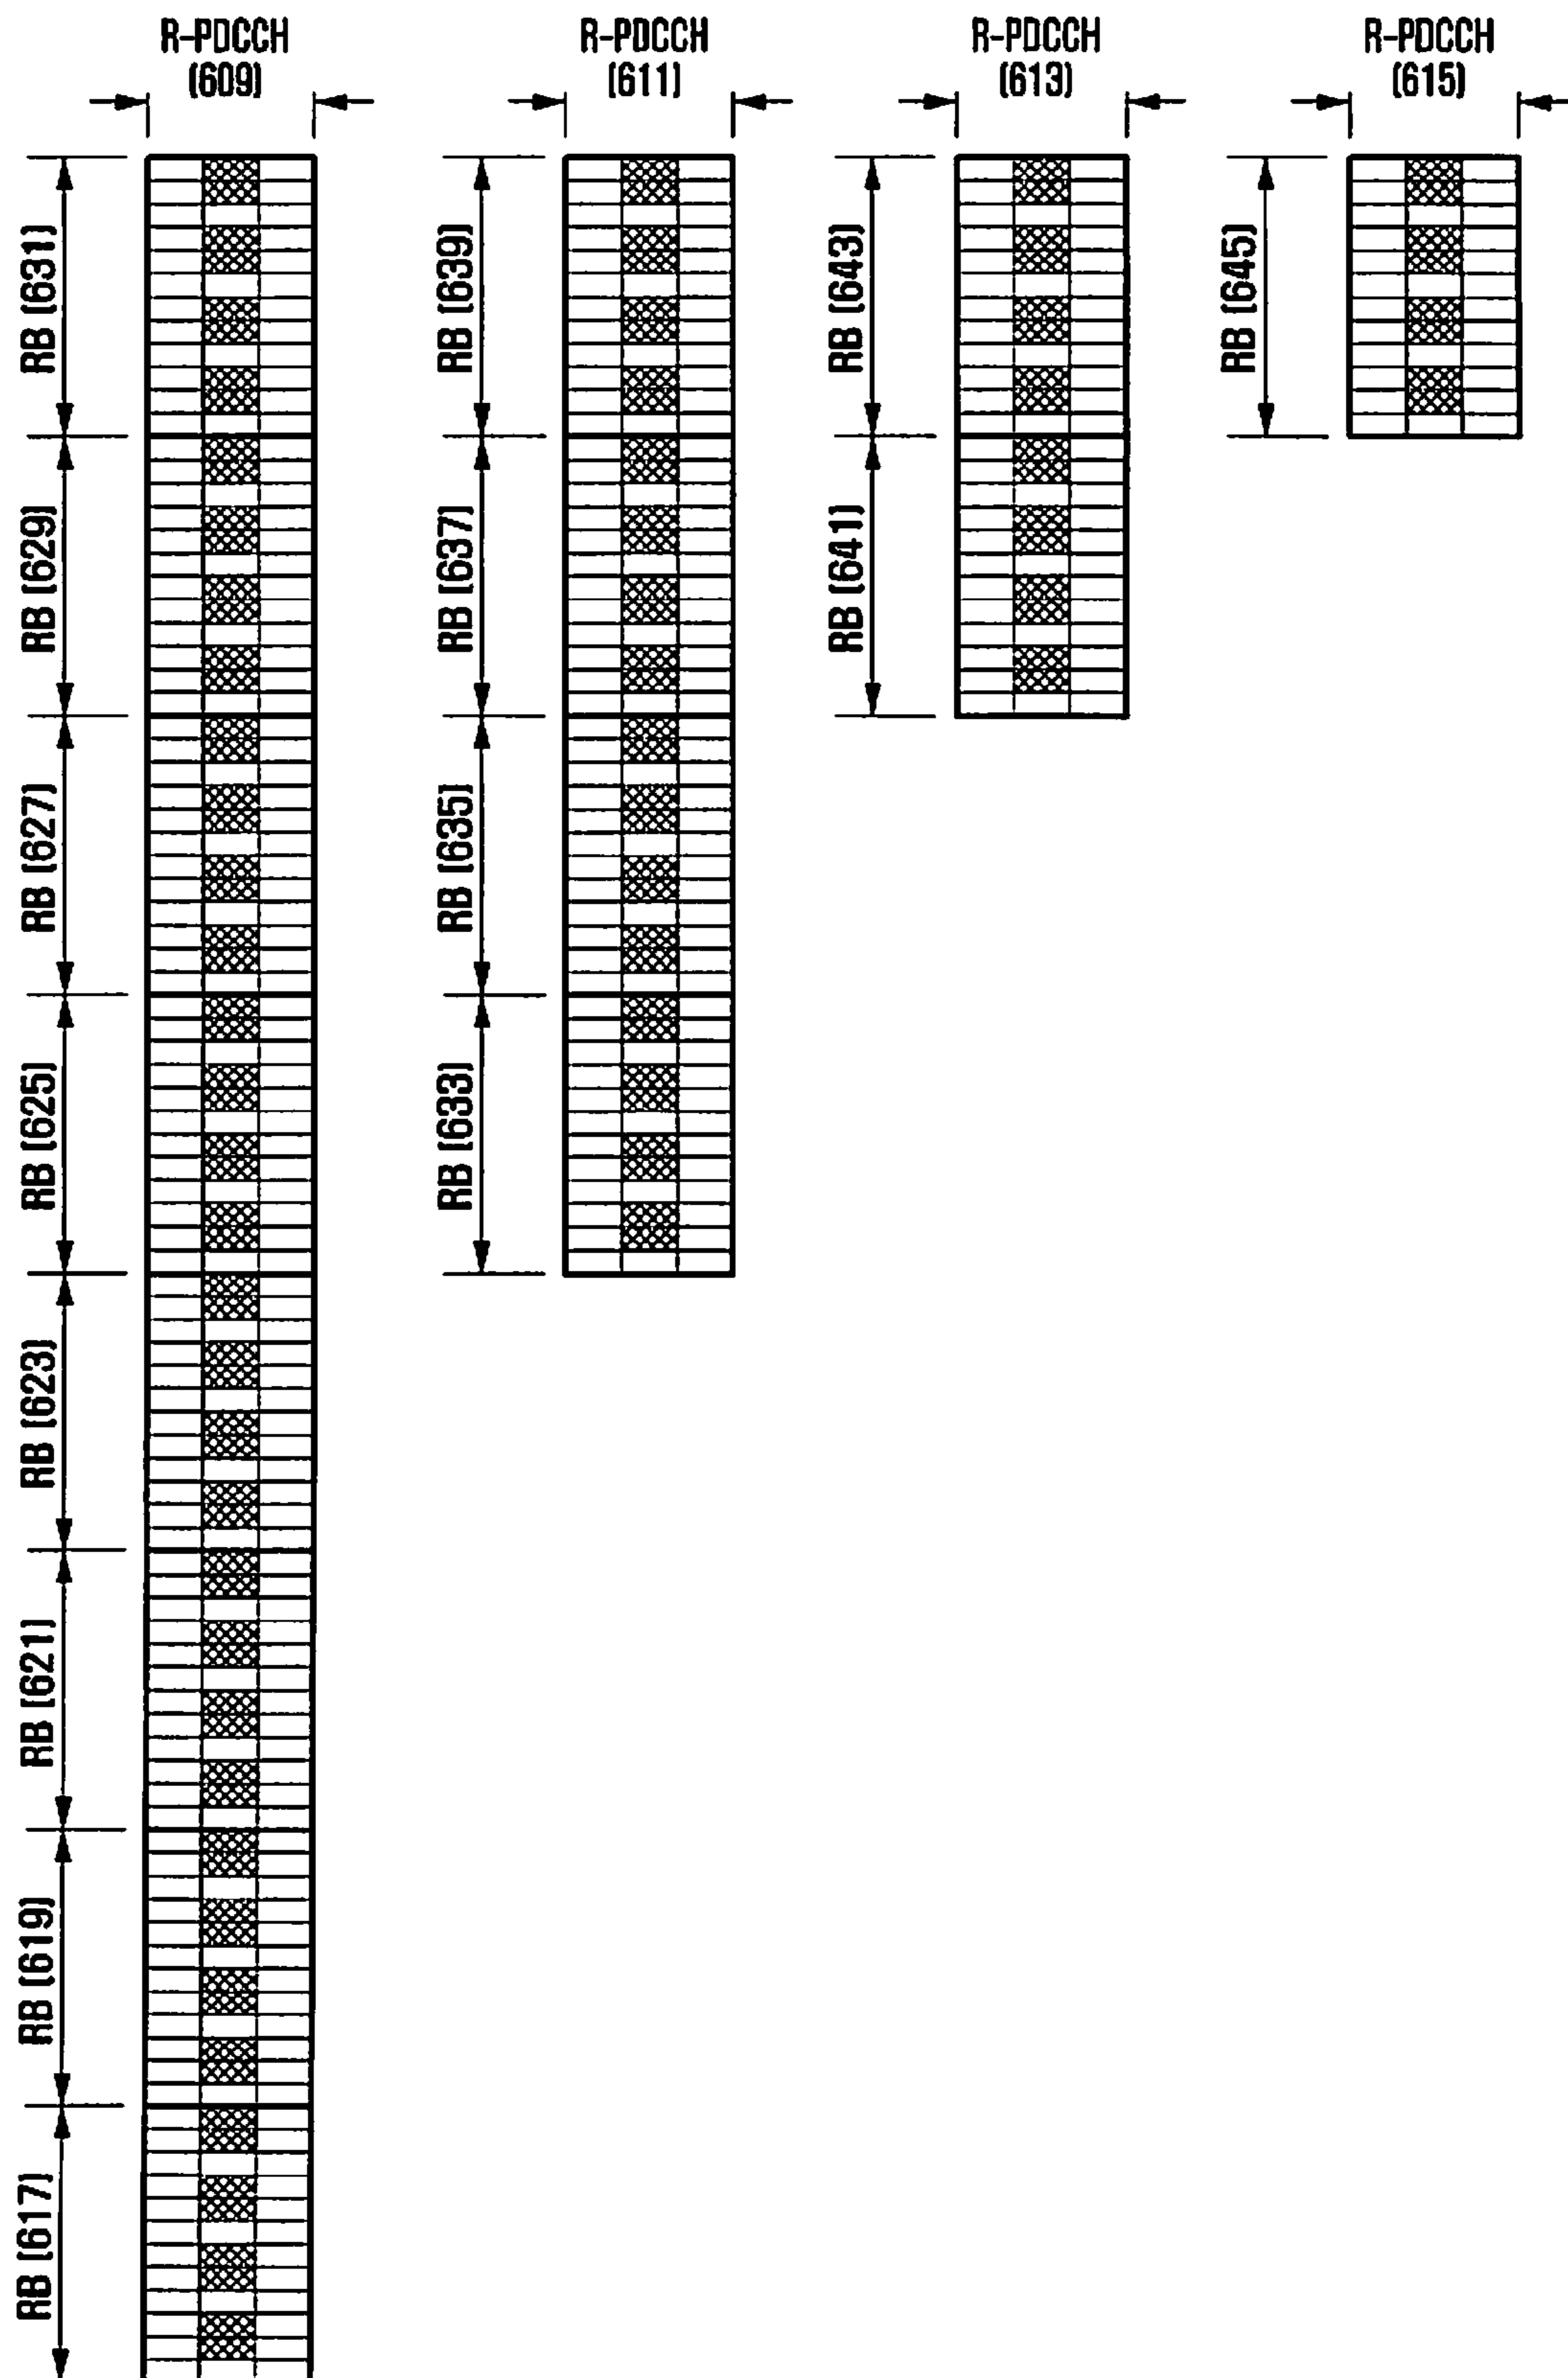 R-PDCCH
(609)
R-PDCCH
(611)
R-PDCCH
(613)
R-PDCCH
(615)
RB (631)
RB (629)
RB (627)
RB (625)
RB (623)
RB (621)
RB (619)
RB (617)
RB (639)
RB (637)
RB (635)
RB (633)
RB (643)
RB (641)
RB (645)